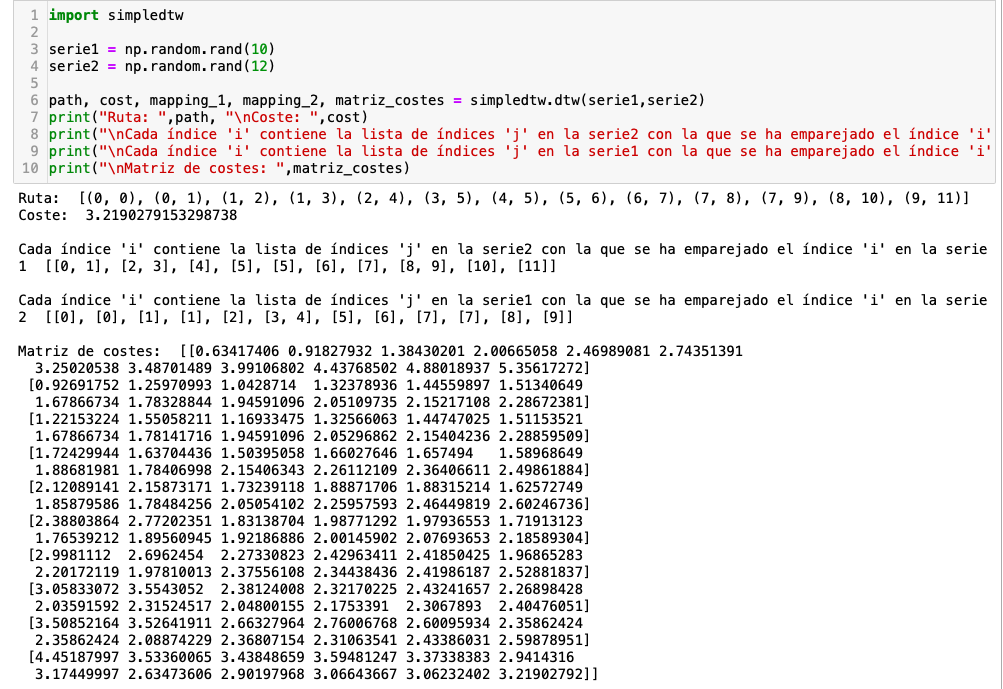 1 import simpledtw
2
3 serie1 = np.random.rand(10)
4 serie2 = np.random.rand(12)
5
6 path, cost, mapping_1, mapping_2, matriz_costes = simpledtw.dtw(serie1,serie2)
7 print("Ruta: ",path, "\nCoste: ",cost)
8 print("\nCada índice 'i' contiene la lista de índices 'j' en la serie2 con la que se ha emparejado el índice 'i'
9 print("\nCada índice 'i' contiene la lista de índices 'j' en la serie1 con la que se ha emparejado el índice 'i'
10 print("\nMatriz de costes: ",matriz_costes)
Ruta:  [(0, 0), (0, 1), (1, 2), (1, 3), (2, 4), (3, 5), (4, 5), (5, 6), (6, 7), (7, 8), (7, 9), (8, 10), (9, 11)]
Coste:  3.2190279153298738
Cada índice 'i' contiene la lista de índices 'j' en la serie2 con la que se ha emparejado el índice 'i' en la serie
1  [[0, 1], [2, 3], [4], [5], [5], [6], [7], [8, 9], [10], [11]]
Cada índice 'i' contiene la lista de índices 'j' en la serie1 con la que se ha emparejado el índice 'i' en la serie
2  [[0], [0], [1], [1], [2], [3, 4], [5], [6], [7], [7], [8], [9]]
Matriz de costes:  [[0.63417406 0.91827932 1.38430201 2.00665058 2.46989081 2.74351391
3.25020538 3.48701489 3.99106802 4.43768502 4.88018937 5.35617272]
[0.92691752 1.25970993 1.0428714  1.32378936 1.44559897 1.51340649
1.67866734 1.78328844 1.94591096 2.05109735 2.15217108 2.28672381]
[1.22153224 1.55058211 1.16933475 1.32566063 1.44747025 1.51153521
1.67866734 1.78141716 1.94591096 2.05296862 2.15404236 2.28859509]
[1.72429944 1.63704436 1.50395058 1.66027646 1.657494   1.58968649
1.88681981 1.78406998 2.15406343 2.26112109 2.36406611 2.49861884]
[2.12089141 2.15873171 1.73239118 1.88871706 1.88315214 1.62572749
1.85879586 1.78484256 2.05054102 2.25957593 2.46449819 2.60246736]
[2.38803864 2.77202351 1.83138704 1.98771292 1.97936553 1.71913123
1.76539212 1.89560945 1.92186886 2.00145902 2.07693653 2.18589304]
[2.9981112  2.6962454  2.27330823 2.42963411 2.41850425 1.96865283
2.20172119 1.97810013 2.37556108 2.34438436 2.41986187 2.52881837]
[3.05833072 3.5543052  2.38124008 2.32170225 2.43241657 2.26898428
2.03591592 2.31524517 2.04800155 2.1753391  2.3067893  2.40476051]
[3.50852164 3.52641911 2.66327964 2.76006768 2.60095934 2.35862424
2.35862424 2.08874229 2.36807154 2.31063541 2.43386031 2.59878951]
[4.45187997 3.53360065 3.43848659 3.59481247 3.37338383 2.9414316
3.17449997 2.63473606 2.90197968 3.06643667 3.06232402 3.21902792]]